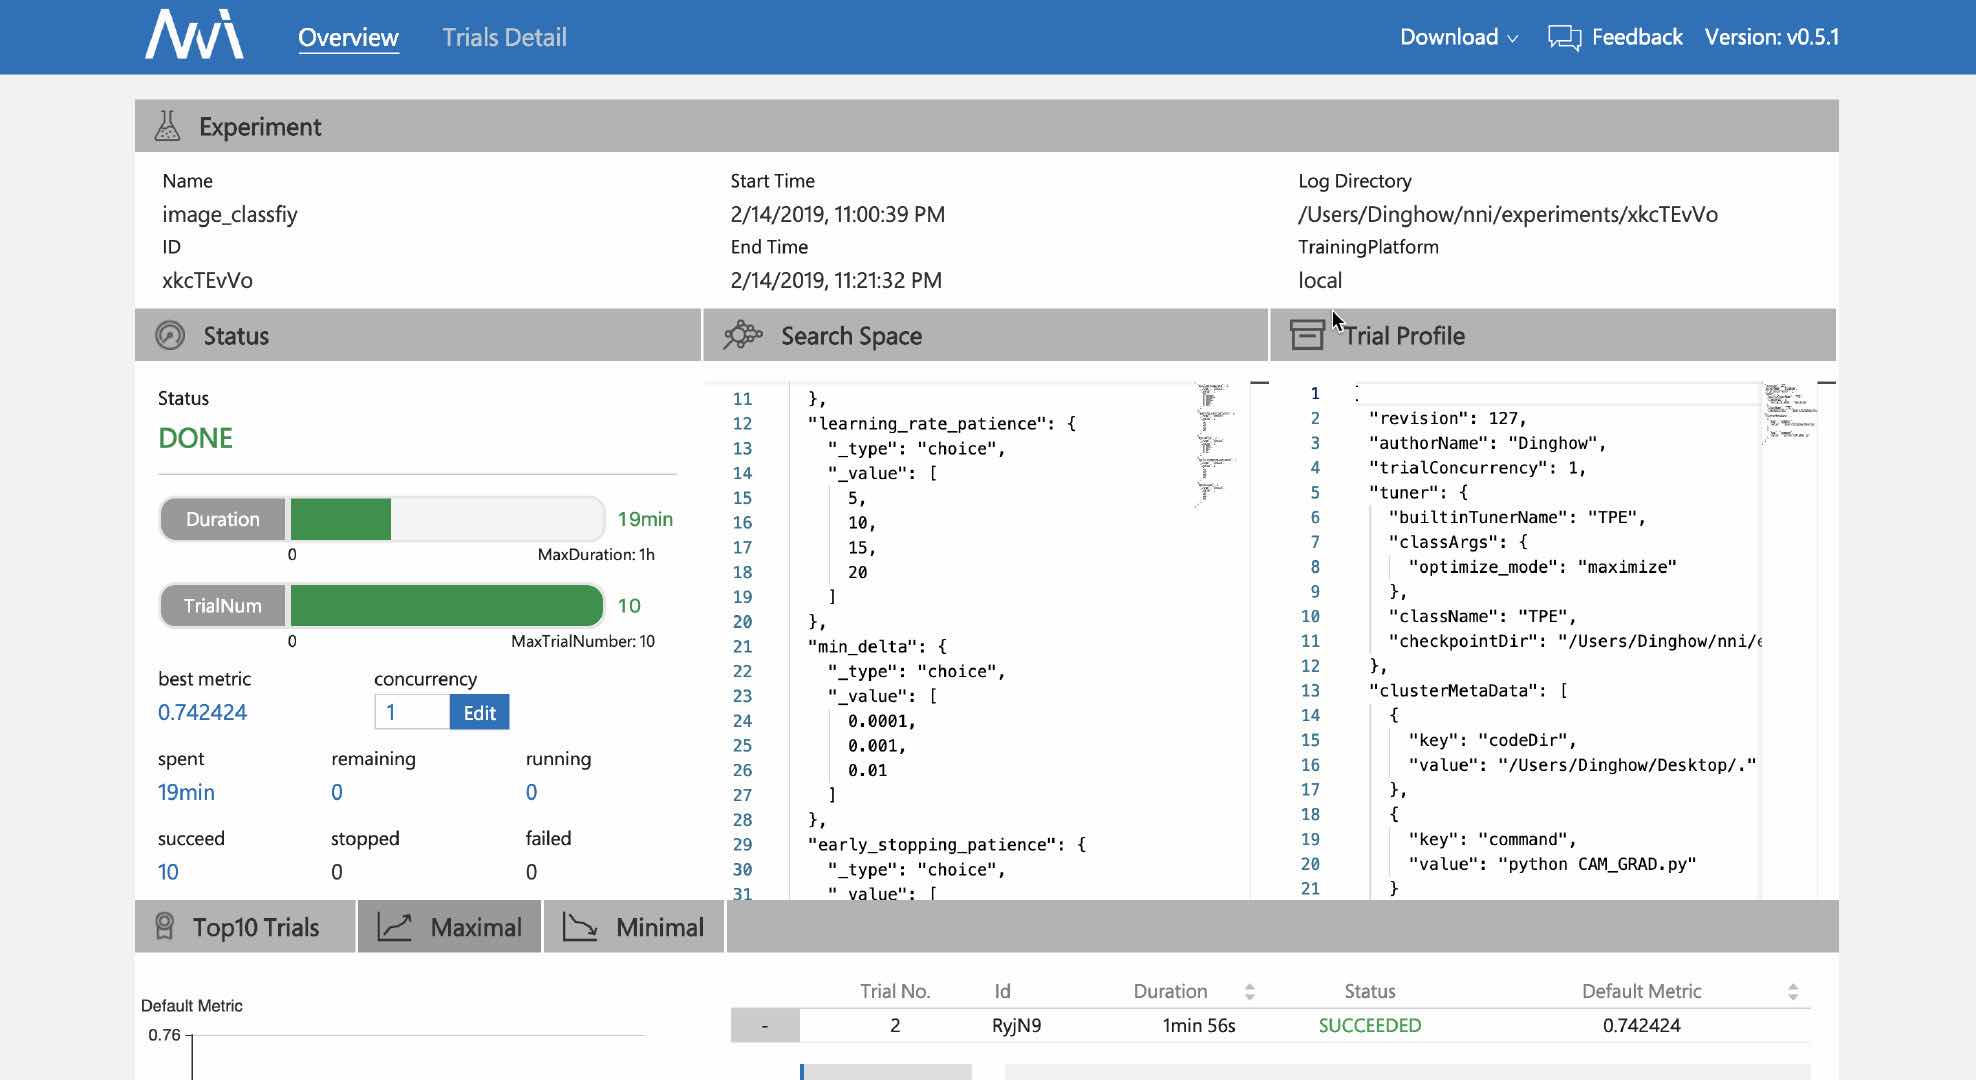 NNI Overview Trials Detail Download Feedback Version: v0.5.1
Experiment
Name
image_classfiy
ID
xkcTEvVo
Start Time
2/14/2019, 11:00:39 PM
End Time
2/14/2019, 11:21:32 PM
Log Directory
/Users/Dinghow/nni/experiments/xkcTEvVo
TrainingPlatform
local
Status
Status
DONE
Duration 19min
0 MaxDuration: 1h
TrialNum 10
0 MaxTrialNumber: 10
best metric concurrency
0.742424 1 Edit
spent remaining running
19min 0 0
succeed stopped failed
10 0 0
Search Space
11 },
12 "learning_rate_patience": {
13 "_type": "choice",
14 "_value": [
15 5,
16 10,
17 15,
18 20
19 ]
20 },
21 "min_delta": {
22 "_type": "choice",
23 "_value": [
24 0.0001,
25 0.001,
26 0.01
27 ]
28 },
29 "early_stopping_patience": {
30 "_type": "choice",
31 "_value": [
Trial Profile
1
2 "revision": 127,
3 "authorName": "Dinghow",
4 "trialConcurrency": 1,
5 "tuner": {
6 "builtinTunerName": "TPE",
7 "classArgs": {
8 "optimize_mode": "maximize"
9 },
10 "className": "TPE",
11 "checkpointDir": "/Users/Dinghow/nni/e
12 },
13 "clusterMetaData": [
14 {
15 "key": "codeDir",
16 "value": "/Users/Dinghow/Desktop/."
17 },
18 {
19 "key": "command",
20 "value": "python CAM_GRAD.py"
21 }
Top10 Trials Maximal Minimal
Default Metric
0.76
Trial No. Id Duration Status Default Metric
- 2 RyjN9 1min 56s SUCCEEDED 0.742424